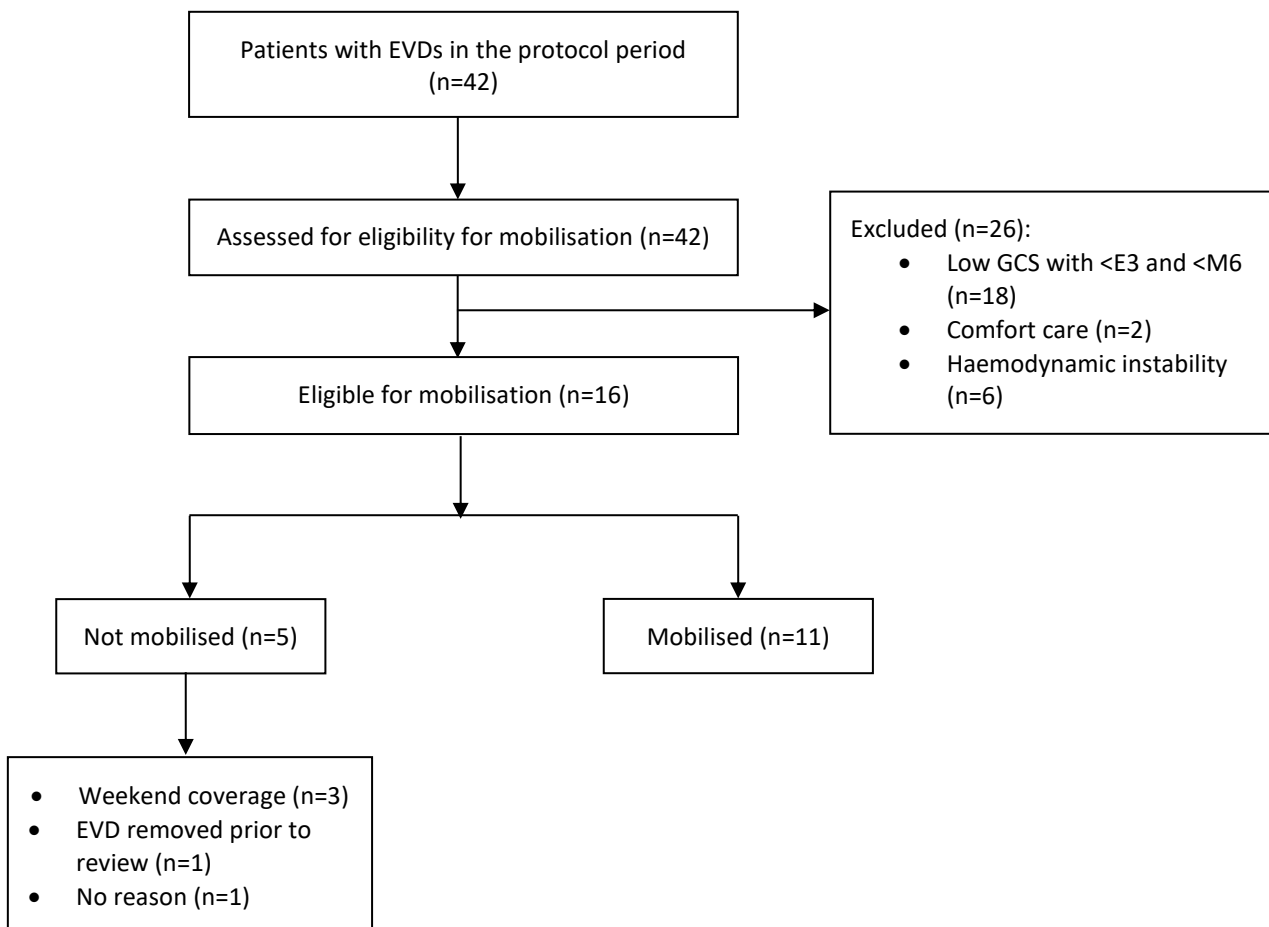 Patients with EVDs in the protocol period
(n=42)
Assessed for eligibility for mobilisation (n=42)
Excluded (n=26):
• Low GCS with <E3 and <M6
(n=18)
• Comfort care (n=2)
• Haemodynamic instability
(n=6)
Eligible for mobilisation (n=16)
Not mobilised (n=5)
Mobilised (n=11)
• Weekend coverage (n=3)
• EVD removed prior to
review (n=1)
• No reason (n=1)